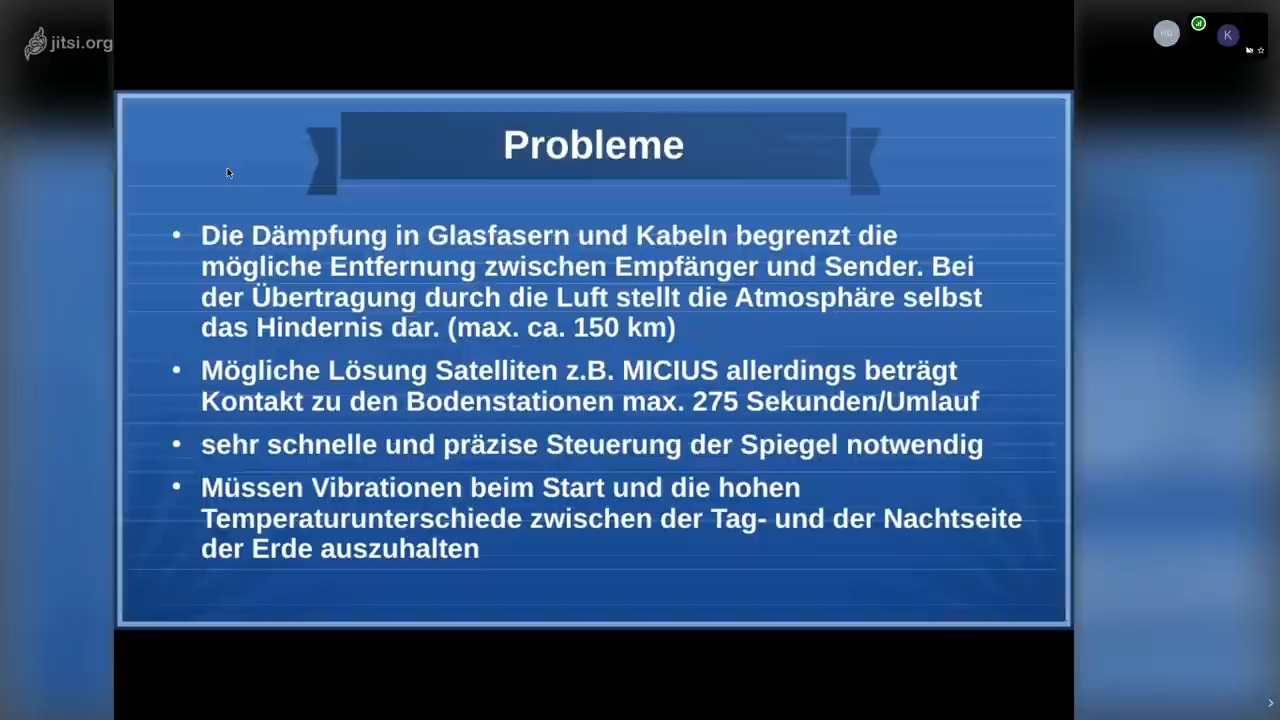 jitsi.org
HD
K
Probleme
• Die Dämpfung in Glasfasern und Kabeln begrenzt die
mögliche Entfernung zwischen Empfänger und Sender. Bei
der Übertragung durch die Luft stellt die Atmosphäre selbst
das Hindernis dar. (max. ca. 150 km)
• Mögliche Lösung Satelliten z.B. MICIUS allerdings beträgt
Kontakt zu den Bodenstationen max. 275 Sekunden/Umlauf
• sehr schnelle und präzise Steuerung der Spiegel notwendig
• Müssen Vibrationen beim Start und die hohen
Temperaturunterschiede zwischen der Tag- und der Nachtseite
der Erde auszuhalten